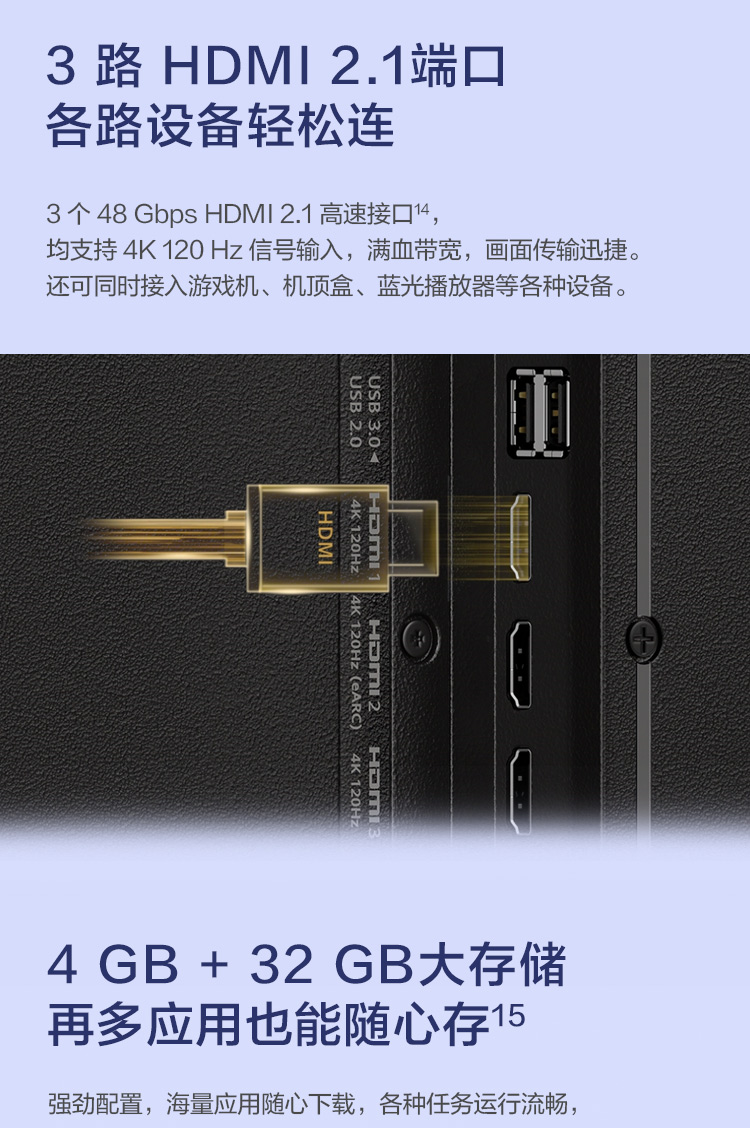 3 路 HDMI 2.1端口
各路设备轻松连
3 个 48 Gbps HDMI 2.1 高速接口14，
均支持 4K 120 Hz 信号输入，满血带宽，画面传输迅捷。
还可同时接入游戏机、机顶盒、蓝光播放器等各种设备。
USB 3.0◄
USB 2.0
HDMI
HDMI 1
4K 120Hz
HDMI 2
4K 120Hz (eARC)
HDMI 3
4K 120Hz
4 GB + 32 GB大存储
再多应用也能随心存15
强劲配置，海量应用随心下载，各种任务运行流畅，